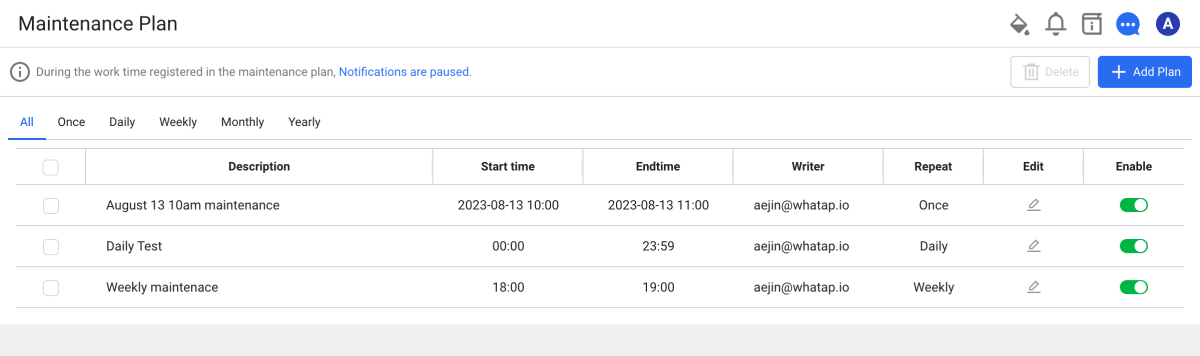 Maintenance Plan
A
During the work time registered in the maintenance plan, Notifications are paused.
Delete
Add Plan
All Once Daily Weekly Monthly Yearly
Description Start time Endtime Writer Repeat Edit Enable
August 13 10am maintenance 2023-08-13 10:00 2023-08-13 11:00 aejin@whatap.io Once
Daily Test 00:00 23:59 aejin@whatap.io Daily
Weekly maintenace 18:00 19:00 aejin@whatap.io Weekly